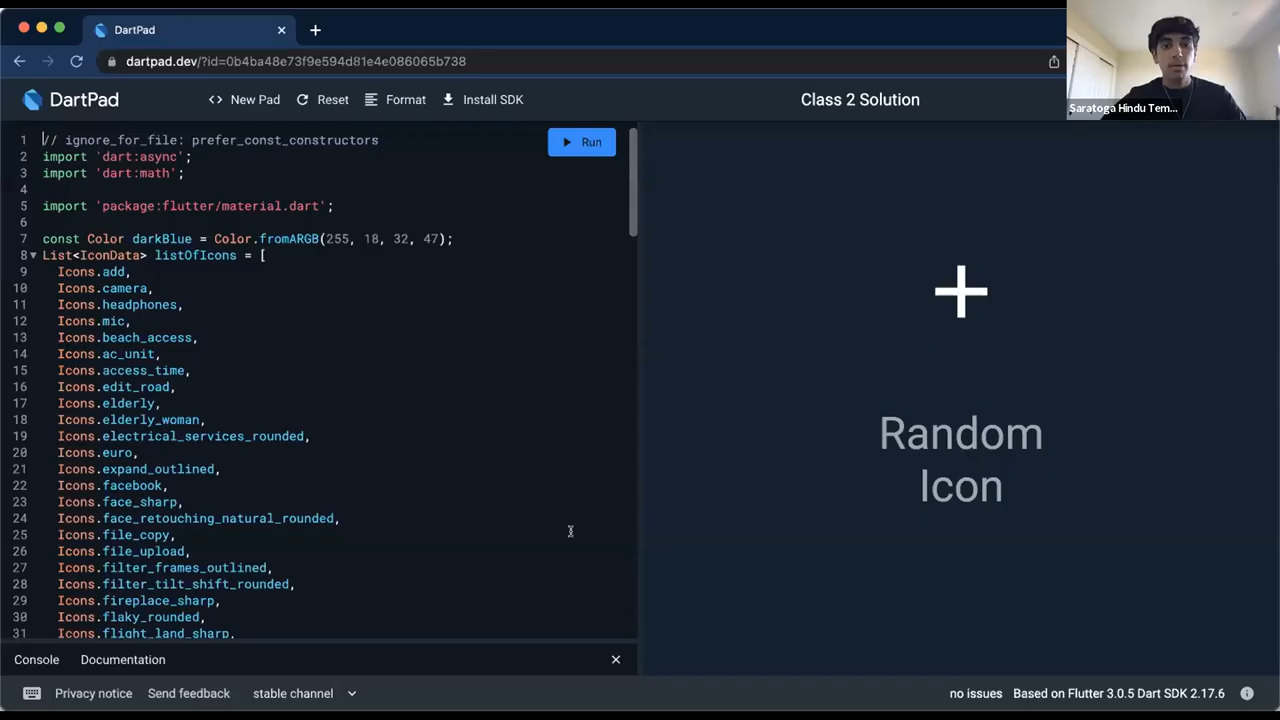 DartPad
dartpad.dev/?id=0b4ba48e73f9e594d81e4e086065b738
Saratoga Hindu Tem...
DartPad
<> New Pad
Reset
Format
Install SDK
Class 2 Solution
Run
1 // ignore_for_file: prefer_const_constructors
2 import 'dart:async';
3 import 'dart:math';
4
5 import 'package:flutter/material.dart';
6
7 const Color darkBlue = Color.fromARGB(255, 18, 32, 47);
8 List<IconData> listOfIcons = [
9 Icons.add,
10 Icons.camera,
11 Icons.headphones,
12 Icons.mic,
13 Icons.beach_access,
14 Icons.ac_unit,
15 Icons.access_time,
16 Icons.edit_road,
17 Icons.elderly,
18 Icons.elderly_woman,
19 Icons.electrical_services_rounded,
20 Icons.euro,
21 Icons.expand_outlined,
22 Icons.facebook,
23 Icons.face_sharp,
24 Icons.face_retouching_natural_rounded,
25 Icons.file_copy,
26 Icons.file_upload,
27 Icons.filter_frames_outlined,
28 Icons.filter_tilt_shift_rounded,
29 Icons.fireplace_sharp,
30 Icons.flaky_rounded,
31 Icons.flight_land_sharp,
Random
Icon
Console
Documentation
Privacy notice
Send feedback
stable channel
no issues
Based on Flutter 3.0.5 Dart SDK 2.17.6